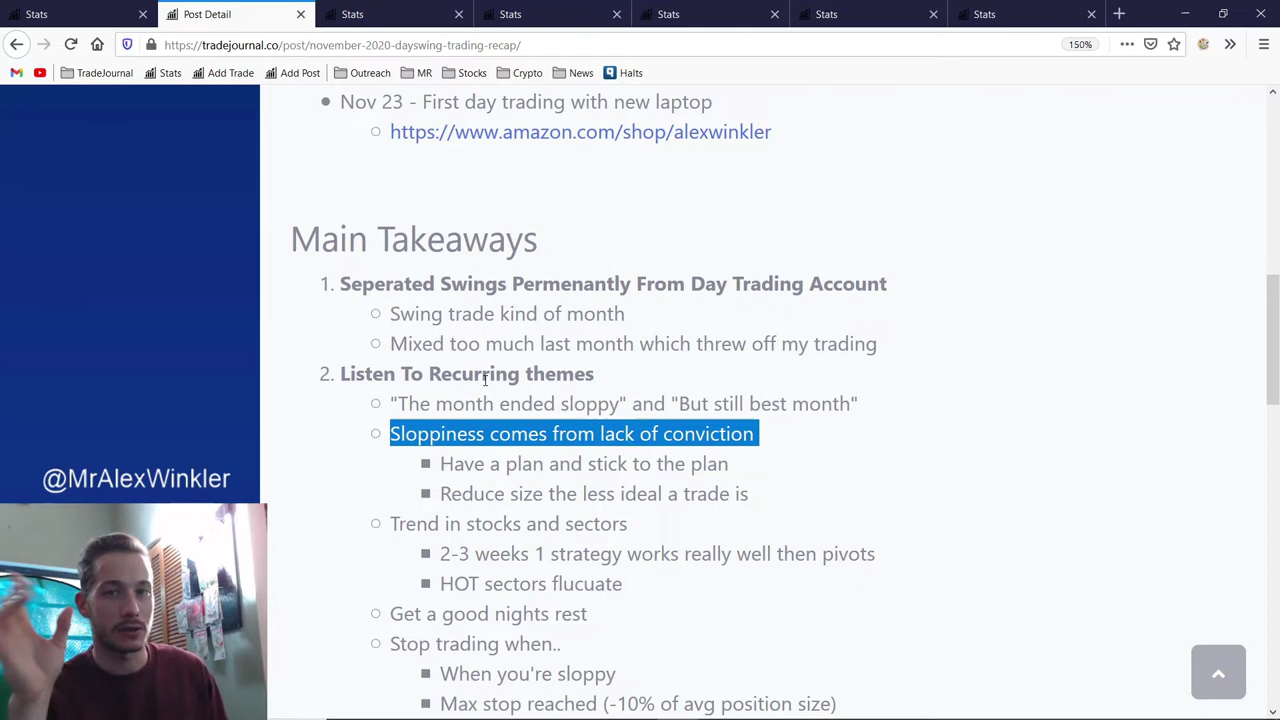 Stats
Post Detail
Stats
Stats
Stats
Stats
Stats
https://tradejournal.co/post/november-2020-dayswing-trading-recap/
150%
TradeJournal
Stats
Add Trade
Add Post
Outreach
MR
Stocks
Crypto
News
Halts
Nov 23 - First day trading with new laptop
https://www.amazon.com/shop/alexwinkler
Main Takeaways
1. Seperated Swings Permenantly From Day Trading Account
Swing trade kind of month
Mixed too much last month which threw off my trading
2. Listen To Recurring themes
"The month ended sloppy" and "But still best month"
Sloppiness comes from lack of conviction
Have a plan and stick to the plan
Reduce size the less ideal a trade is
Trend in stocks and sectors
2-3 weeks 1 strategy works really well then pivots
HOT sectors flucuate
Get a good nights rest
Stop trading when..
When you're sloppy
Max stop reached (-10% of avg position size)
@MrAlexWinkler